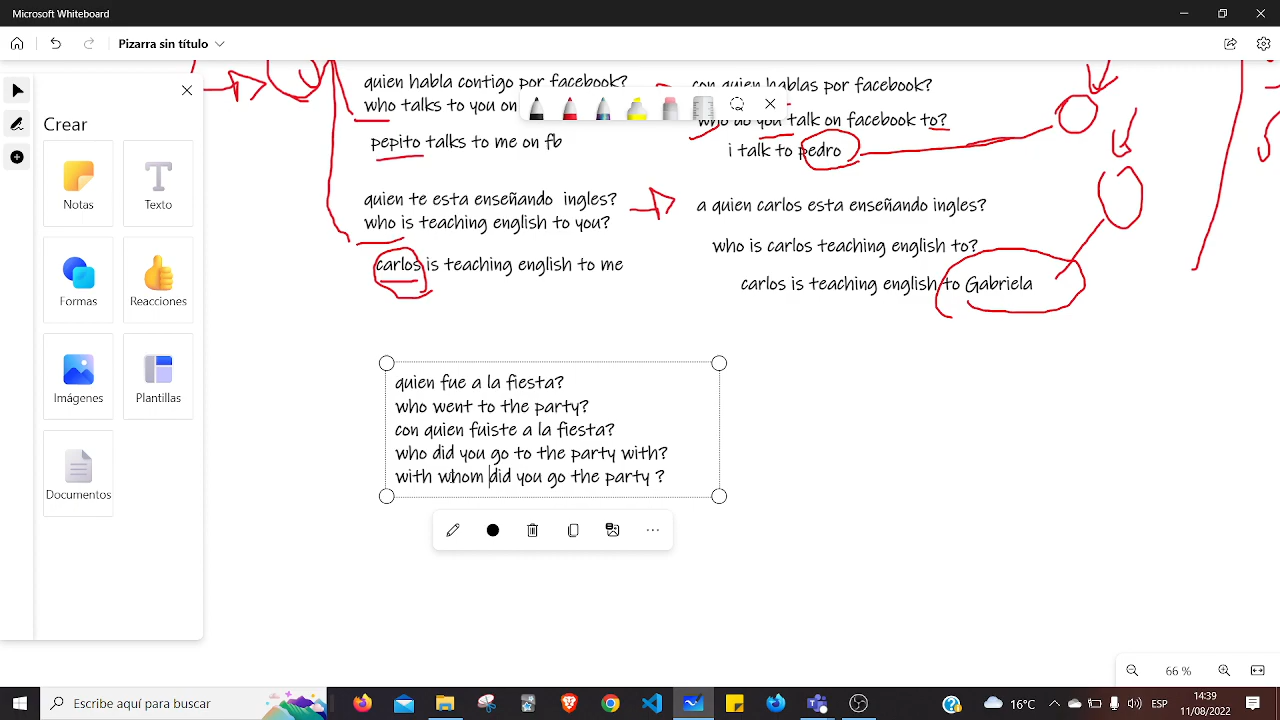 Microsoft Whiteboard
Pizarra sin título
Crear
Notas
Texto
Formas
Reacciones
Imágenes
Plantillas
Documentos
quien habla contigo por facebook?
who talks to you on
pepito talks to me on fb
con quien hablas por facebook?
who do you talk on facebook to?
i talk to pedro
quien te esta enseñando ingles?
who is teaching english to you?
carlos is teaching english to me
a quien carlos esta enseñando ingles?
who is carlos teaching english to?
carlos is teaching english to Gabriela
quien fue a la fiesta?
who went to the party?
con quien fuiste a la fiesta?
who did you go to the party with?
with whom did you go the party ?
66 %
Escribe aquí para buscar
16°C
ESP
14:39
11/08/2022